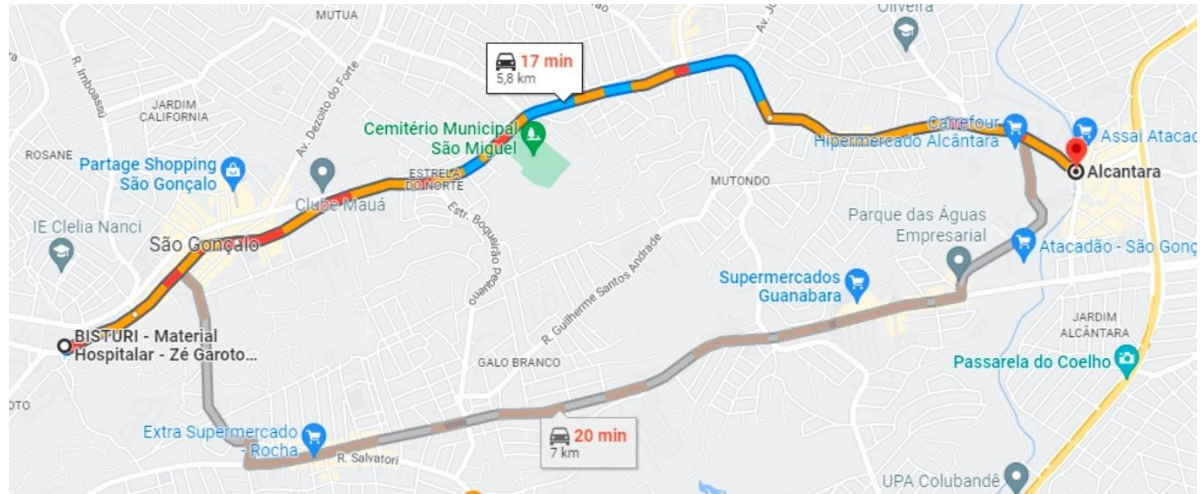 MUTUA
Oliveira
Av. Jo
R. Imboassú
17 min
5,8 km
JARDIM
CALIFORNIA
Av. Dezoito do Forte
Cemitério Municipal
São Miguel
Carrefour
Hipermercado Alcântara
Assai Atacad
ROSANE
Partage Shopping
São Gonçalo
Clube Mauá
ESTRELA
DO NORTE
MUTONDO
Alcantara
IE Clelia Nanci
São Gonçalo
Estr. Boqueirão Pequeno
R. Guilherme Santos Andrade
Parque das Águas
Empresarial
Atacadão - São Gonç
Supermercados
Guanabara
BISTURI - Material
Hospitalar - Zé Garoto...
GALO BRANCO
JARDIM
ALCÂNTARA
Passarela do Coelho
OTO
Extra Supermercado
- Rocha
R. Salvatori
20 min
7 km
UPA Colubandê